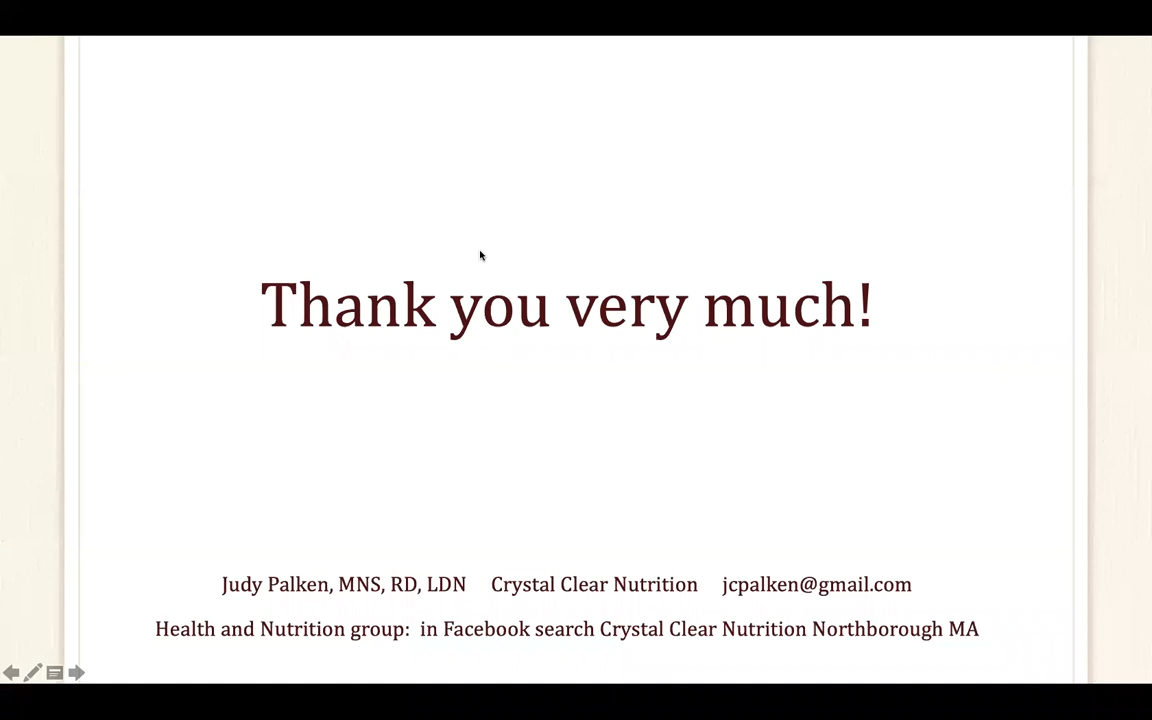 Thank you very much!
Judy Palken, MNS, RD, LDN Crystal Clear Nutrition jcpalken@gmail.com
Health and Nutrition group: in Facebook search Crystal Clear Nutrition Northborough MA